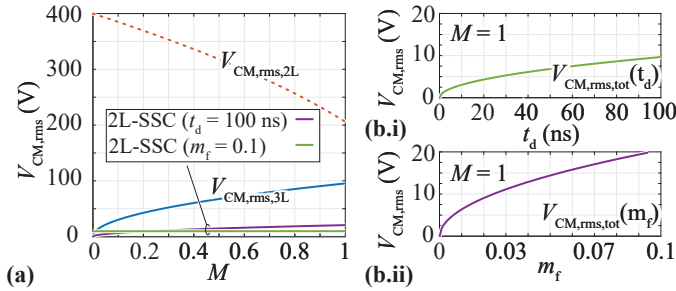 400
300
200
100
0
V_CM,rms (V)
V_CM,rms,2L
2L-SSC (t_d = 100 ns)
2L-SSC (m_f = 0.1)
V_CM,rms,3L
0 0.2 0.4 0.6 0.8 1
M
(a)
20
10
0
V_CM,rms (V)
M = 1
V_CM,rms,tot(t_d)
0 20 40 60 80 100
t_d (ns)
(b.i)
20
10
0
V_CM,rms (V)
M = 1
V_CM,rms,tot(m_f)
0 0.03 0.07 0.1
m_f
(b.ii)